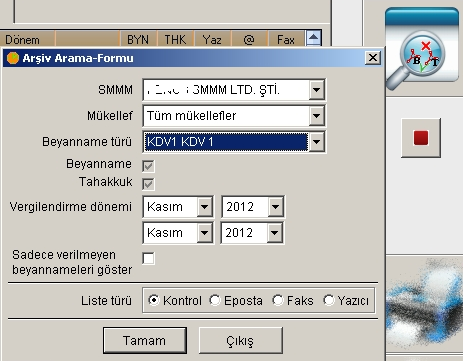 Dönem BYN THK Yaz @ Fax
Arşiv Arama-Formu
SMMM SMMM LTD. ŞTİ.
Mükellef Tüm mükellefler
Beyanname türü KDV1 KDV 1
Beyanname
Tahakkuk
Vergilendirme dönemi Kasım 2012
Kasım 2012
Sadece verilmeyen
beyannameleri göster
Liste türü Kontrol Eposta Faks Yazıcı
Tamam Çıkış
B T